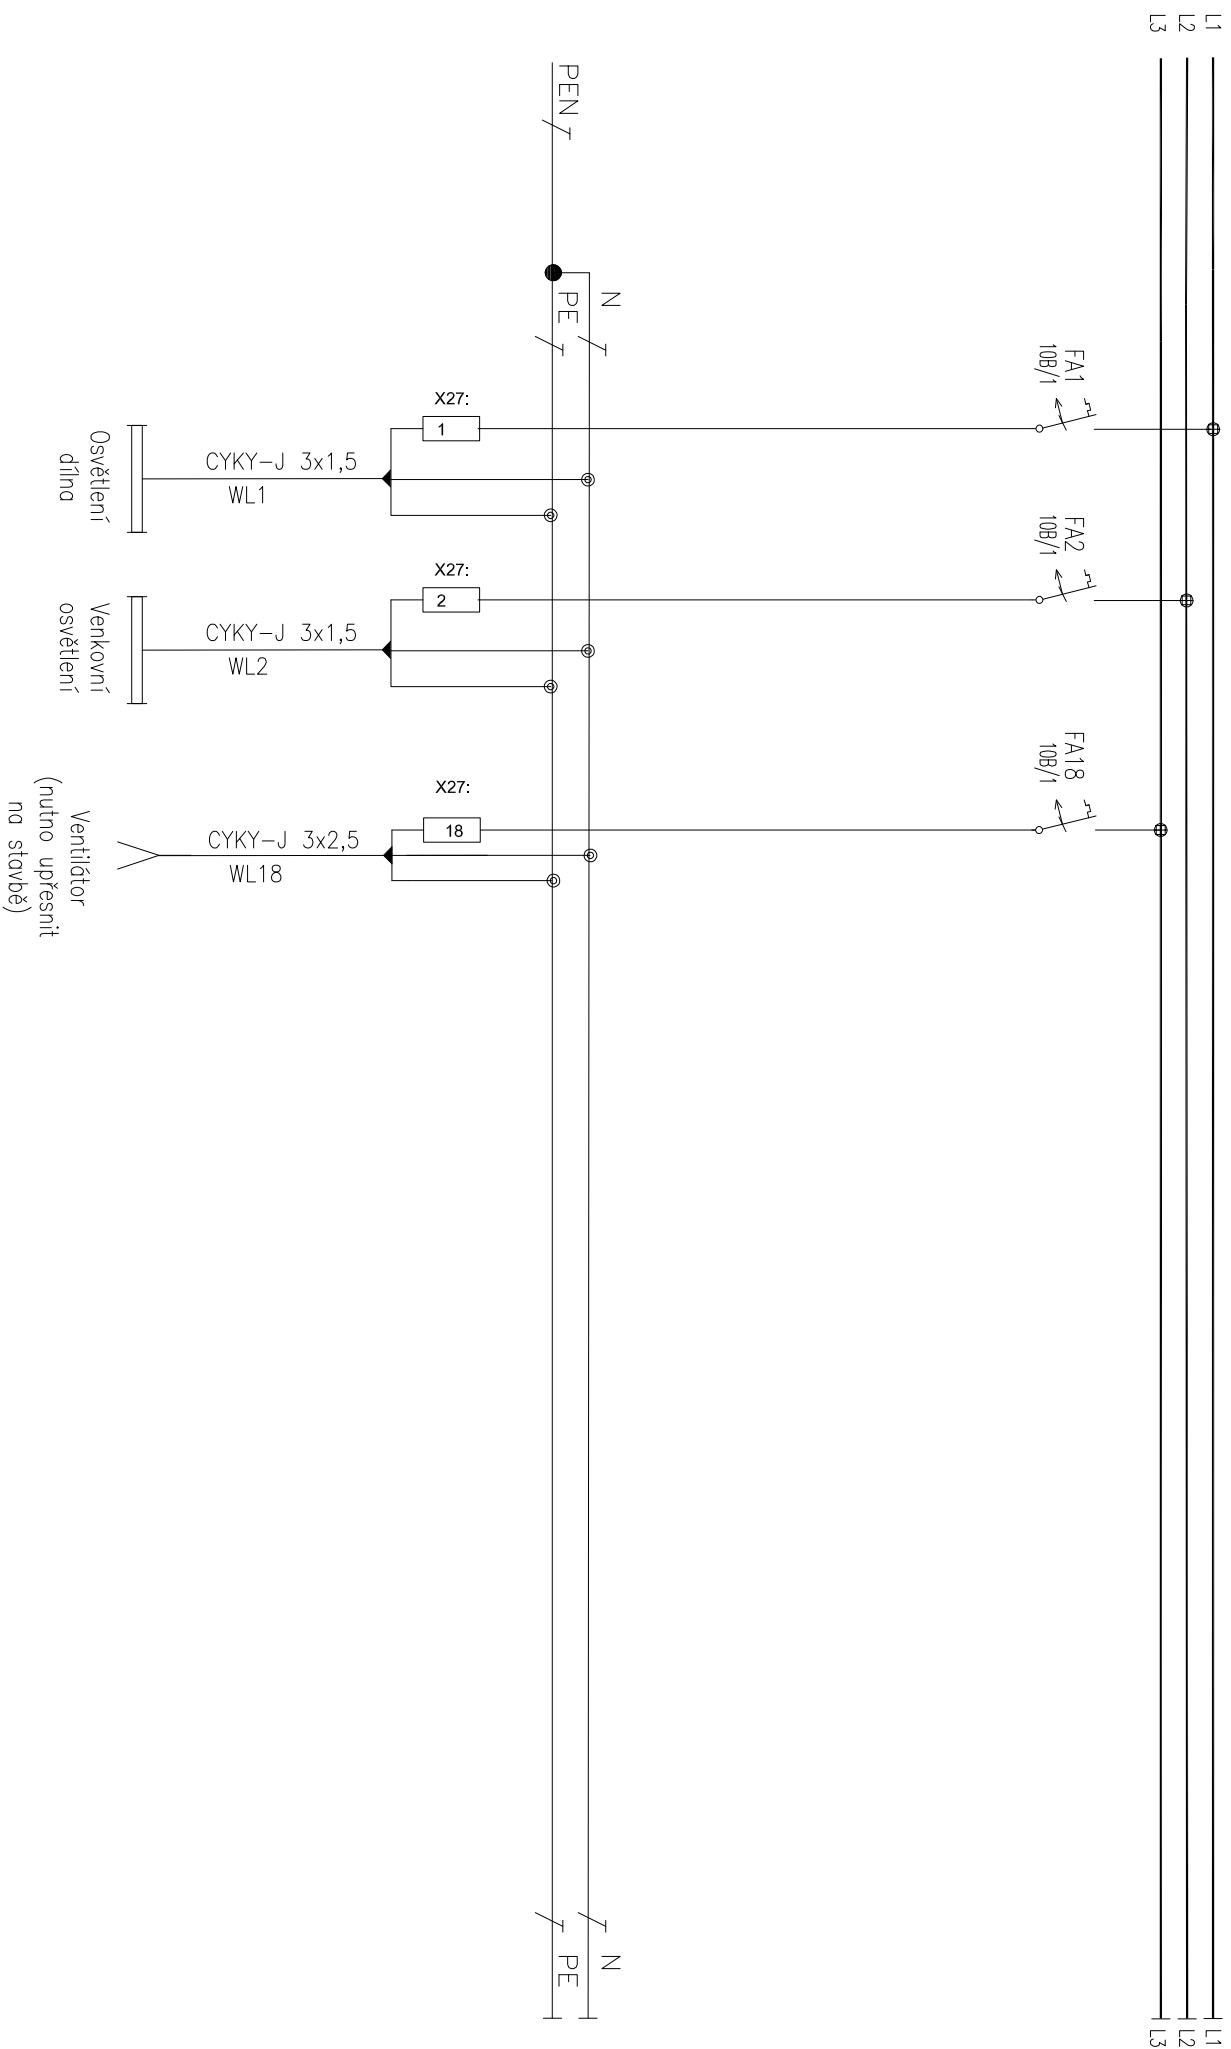 L1
L2
L3
PEN
N
PE
FA1
10B/1
X27:
1
CYKY-J 3x1,5
WL1
Osvětlení
dílna
FA2
10B/1
X27:
2
CYKY-J 3x1,5
WL2
Venkovní
osvětlení
FA18
10B/1
X27:
18
CYKY-J 3x2,5
WL18
Ventilátor
(nutno upřesnit
na stavbě)
N
PE
L1
L2
L3